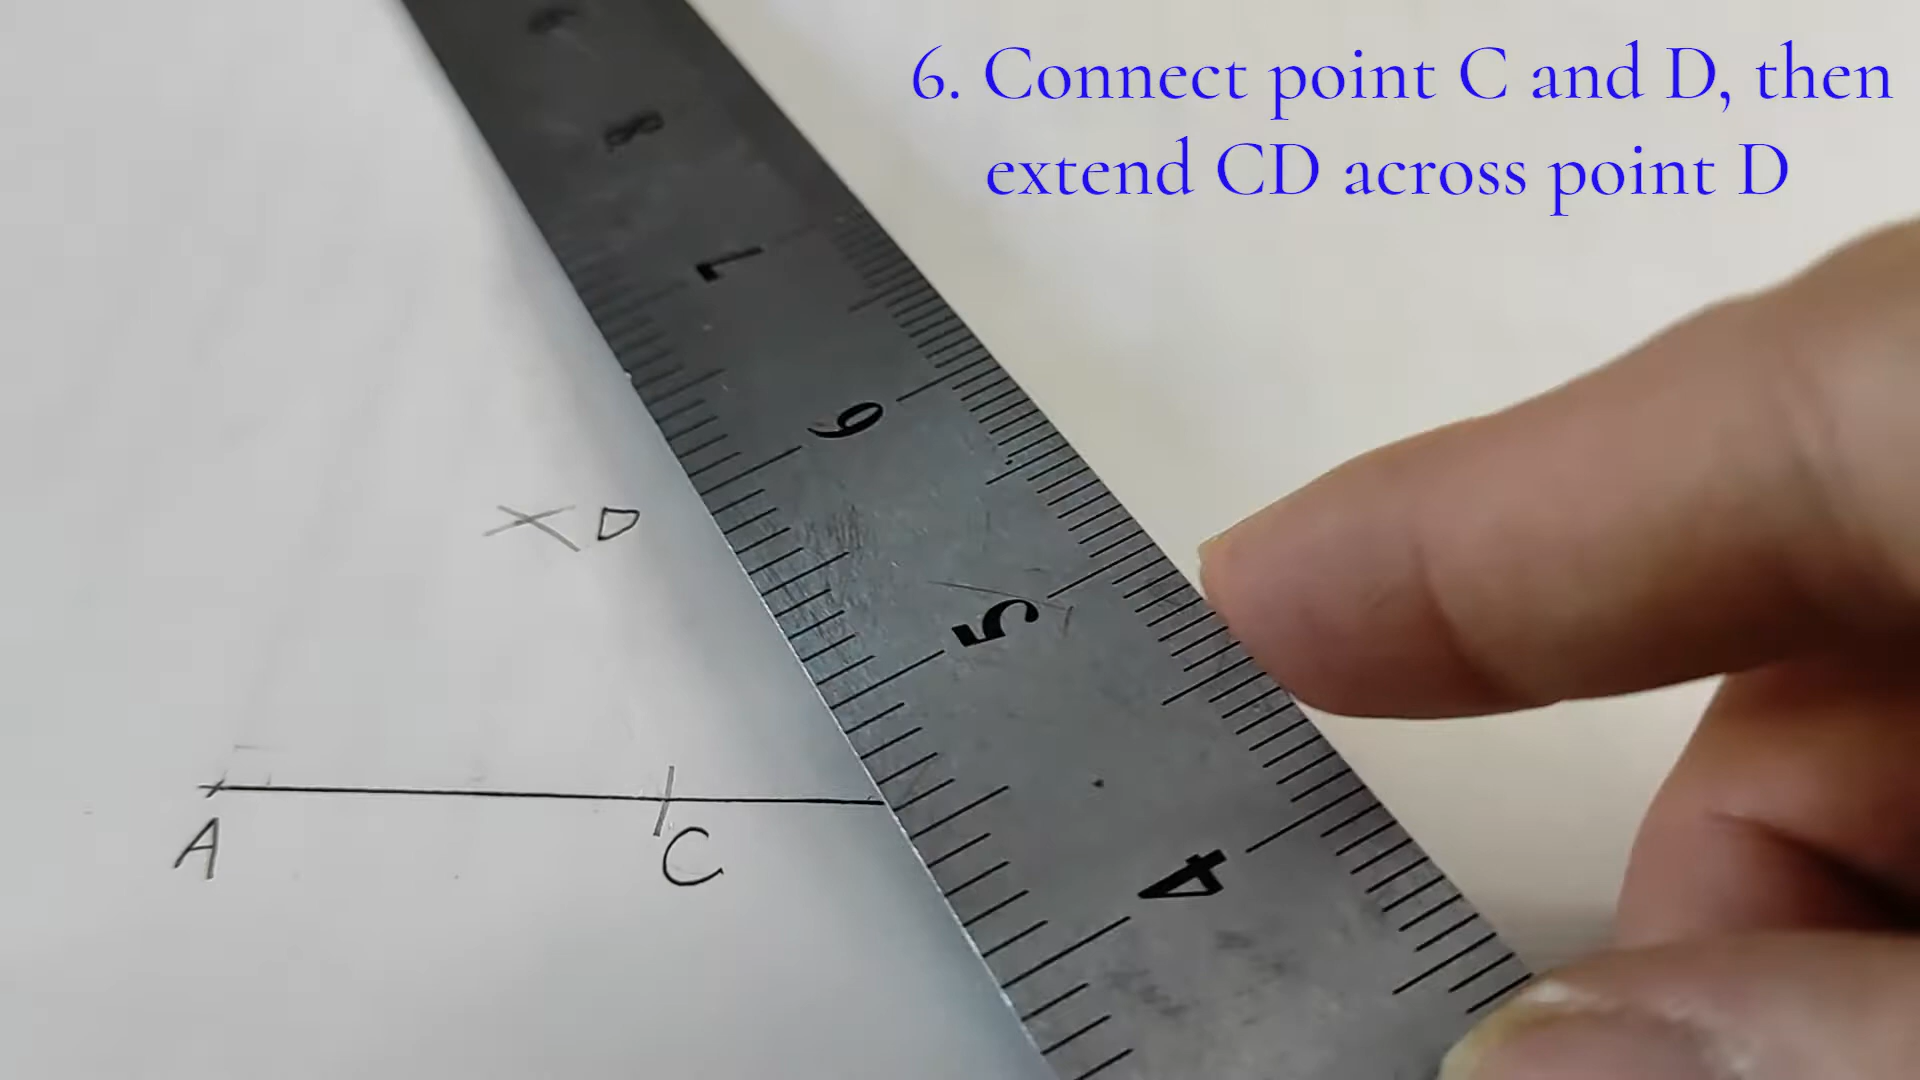 6. Connect point C and D, then
extend CD across point D
8
7
6
5
4
D
A
C